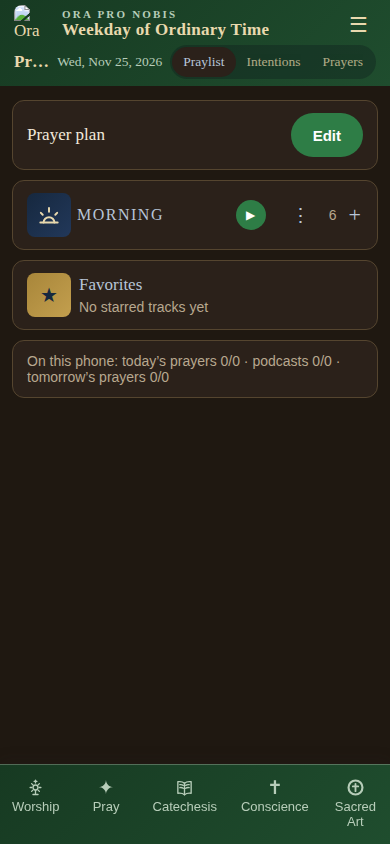 Ora
ORA PRO NOBIS
Weekday of Ordinary Time
Pr...
Wed, Nov 25, 2026
Playlist
Intentions
Prayers
Prayer plan
Edit
MORNING
6
+
Favorites
No starred tracks yet
On this phone: today's prayers 0/0 · podcasts 0/0 ·
tomorrow's prayers 0/0
Worship
Pray
Catechesis
Conscience
Sacred
Art